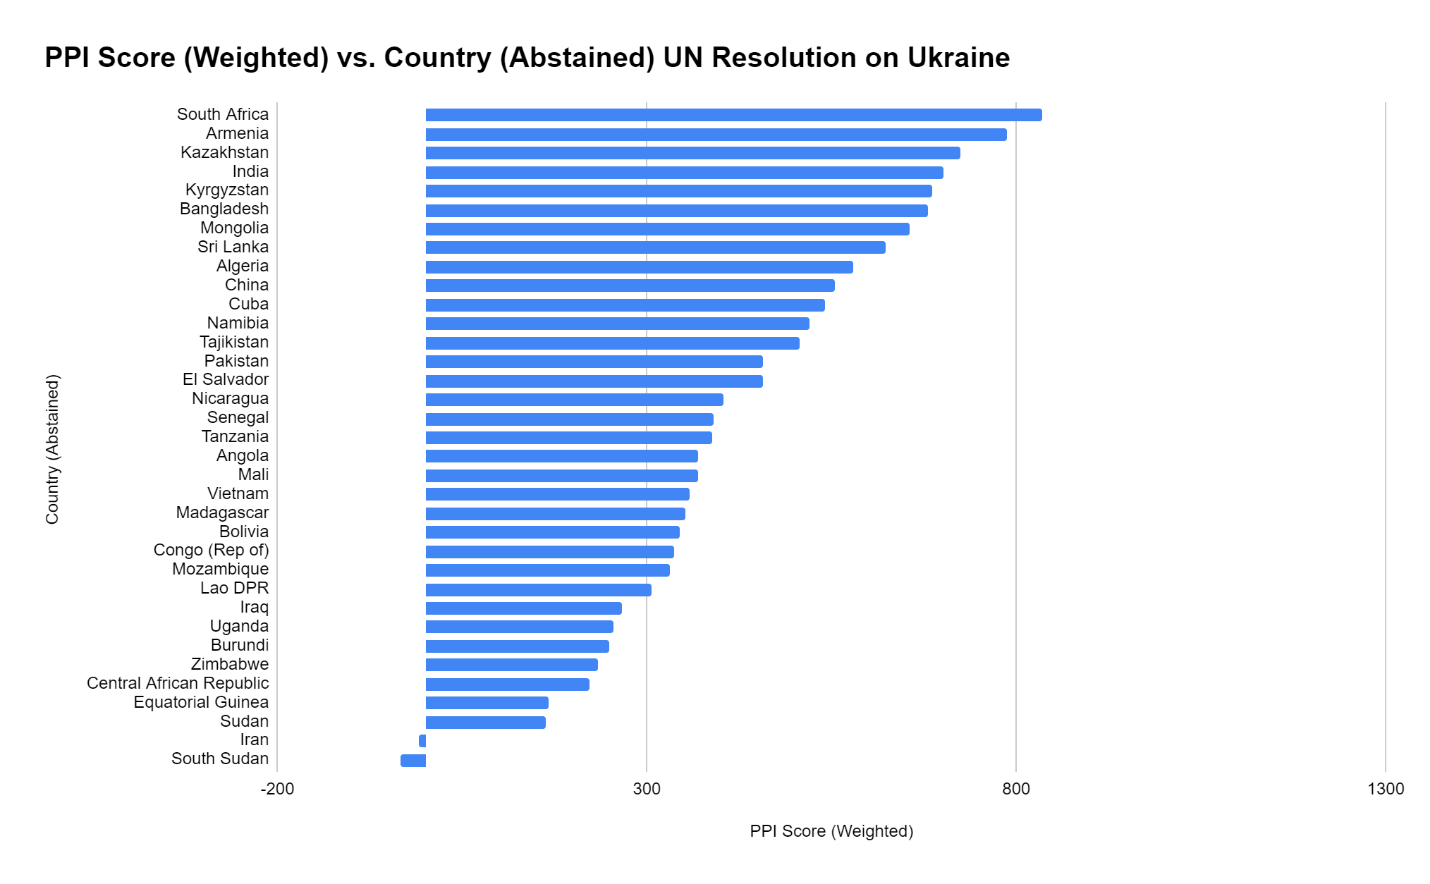 PPI Score (Weighted) vs. Country (Abstained) UN Resolution on Ukraine
South Africa
Armenia
Kazakhstan
India
Kyrgyzstan
Bangladesh
Mongolia
Sri Lanka
Algeria
China
Cuba
Namibia
Tajikistan
Pakistan
El Salvador
Nicaragua
Senegal
Tanzania
Angola
Mali
Vietnam
Madagascar
Bolivia
Congo (Rep of)
Mozambique
Lao DPR
Iraq
Uganda
Burundi
Zimbabwe
Central African Republic
Equatorial Guinea
Sudan
Iran
South Sudan
Country (Abstained)
-200 300 800 1300
PPI Score (Weighted)